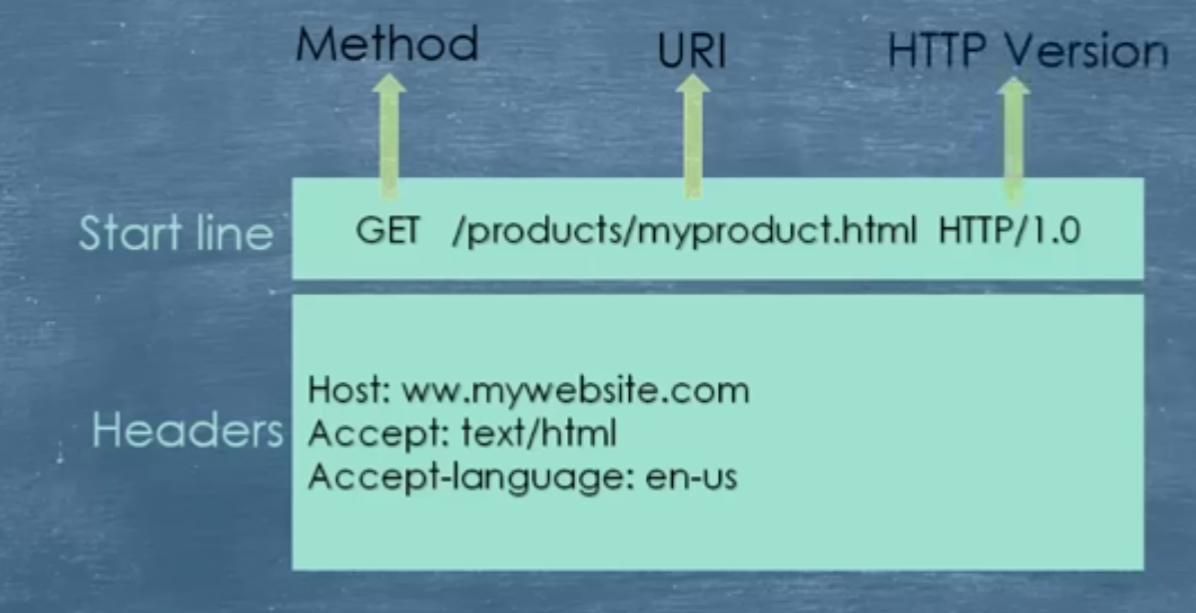 Method URI HTTP Version
Start line GET /products/myproduct.html HTTP/1.0
Headers
Host: ww.mywebsite.com
Accept: text/html
Accept-language: en-us